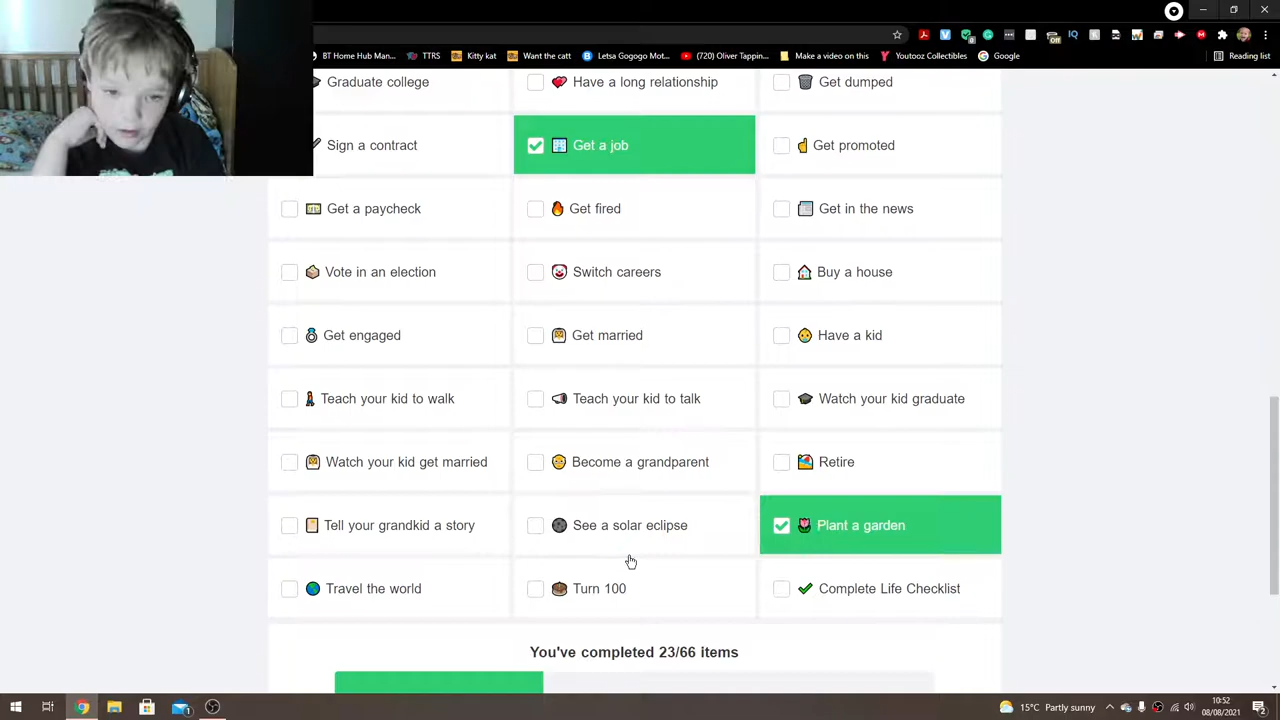 BT Home Hub Man... TTRS Kitty kat Want the catt Letsa Gogogo Mot... (720) Oliver Tappin... Make a video on this Youtooz Collectibles Google Reading list
Graduate college Have a long relationship Get dumped
Sign a contract Get a job Get promoted
Get a paycheck Get fired Get in the news
Vote in an election Switch careers Buy a house
Get engaged Get married Have a kid
Teach your kid to walk Teach your kid to talk Watch your kid graduate
Watch your kid get married Become a grandparent Retire
Tell your grandkid a story See a solar eclipse Plant a garden
Travel the world Turn 100 Complete Life Checklist
You've completed 23/66 items
15°C Partly sunny 10:52
08/08/2021